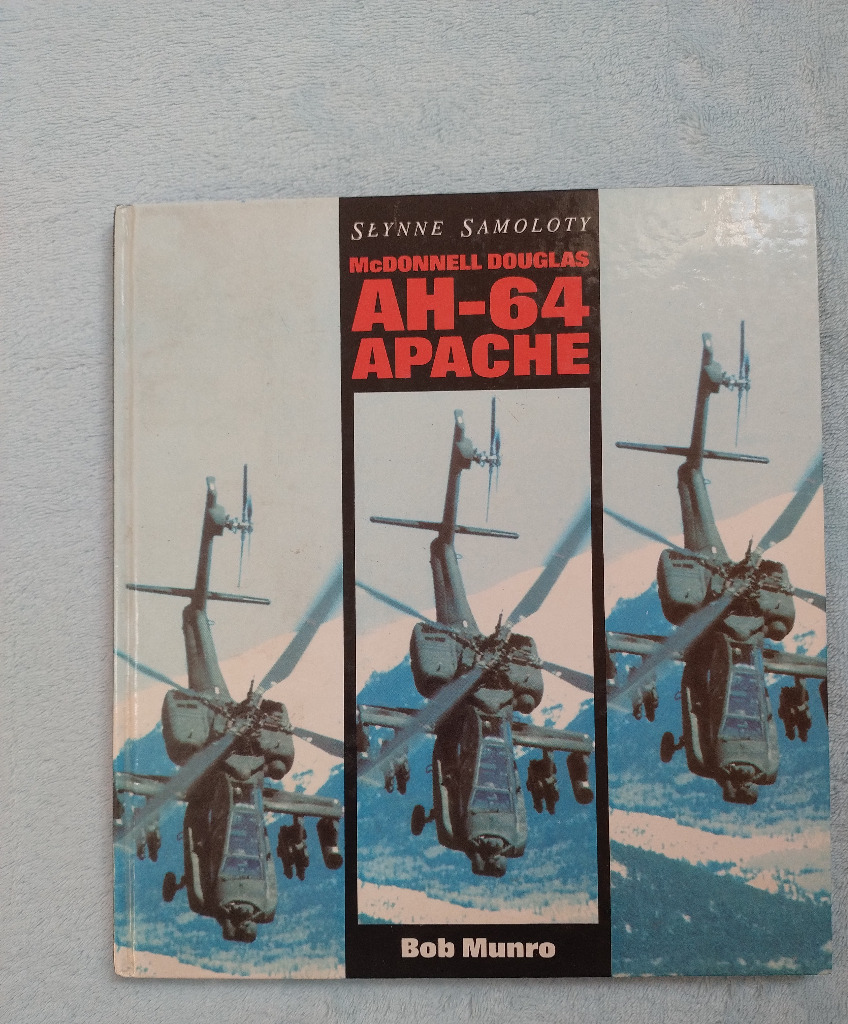 SŁYNNE SAMOLOTY
McDONNELL DOUGLAS
AH-64
APACHE
Bob Munro